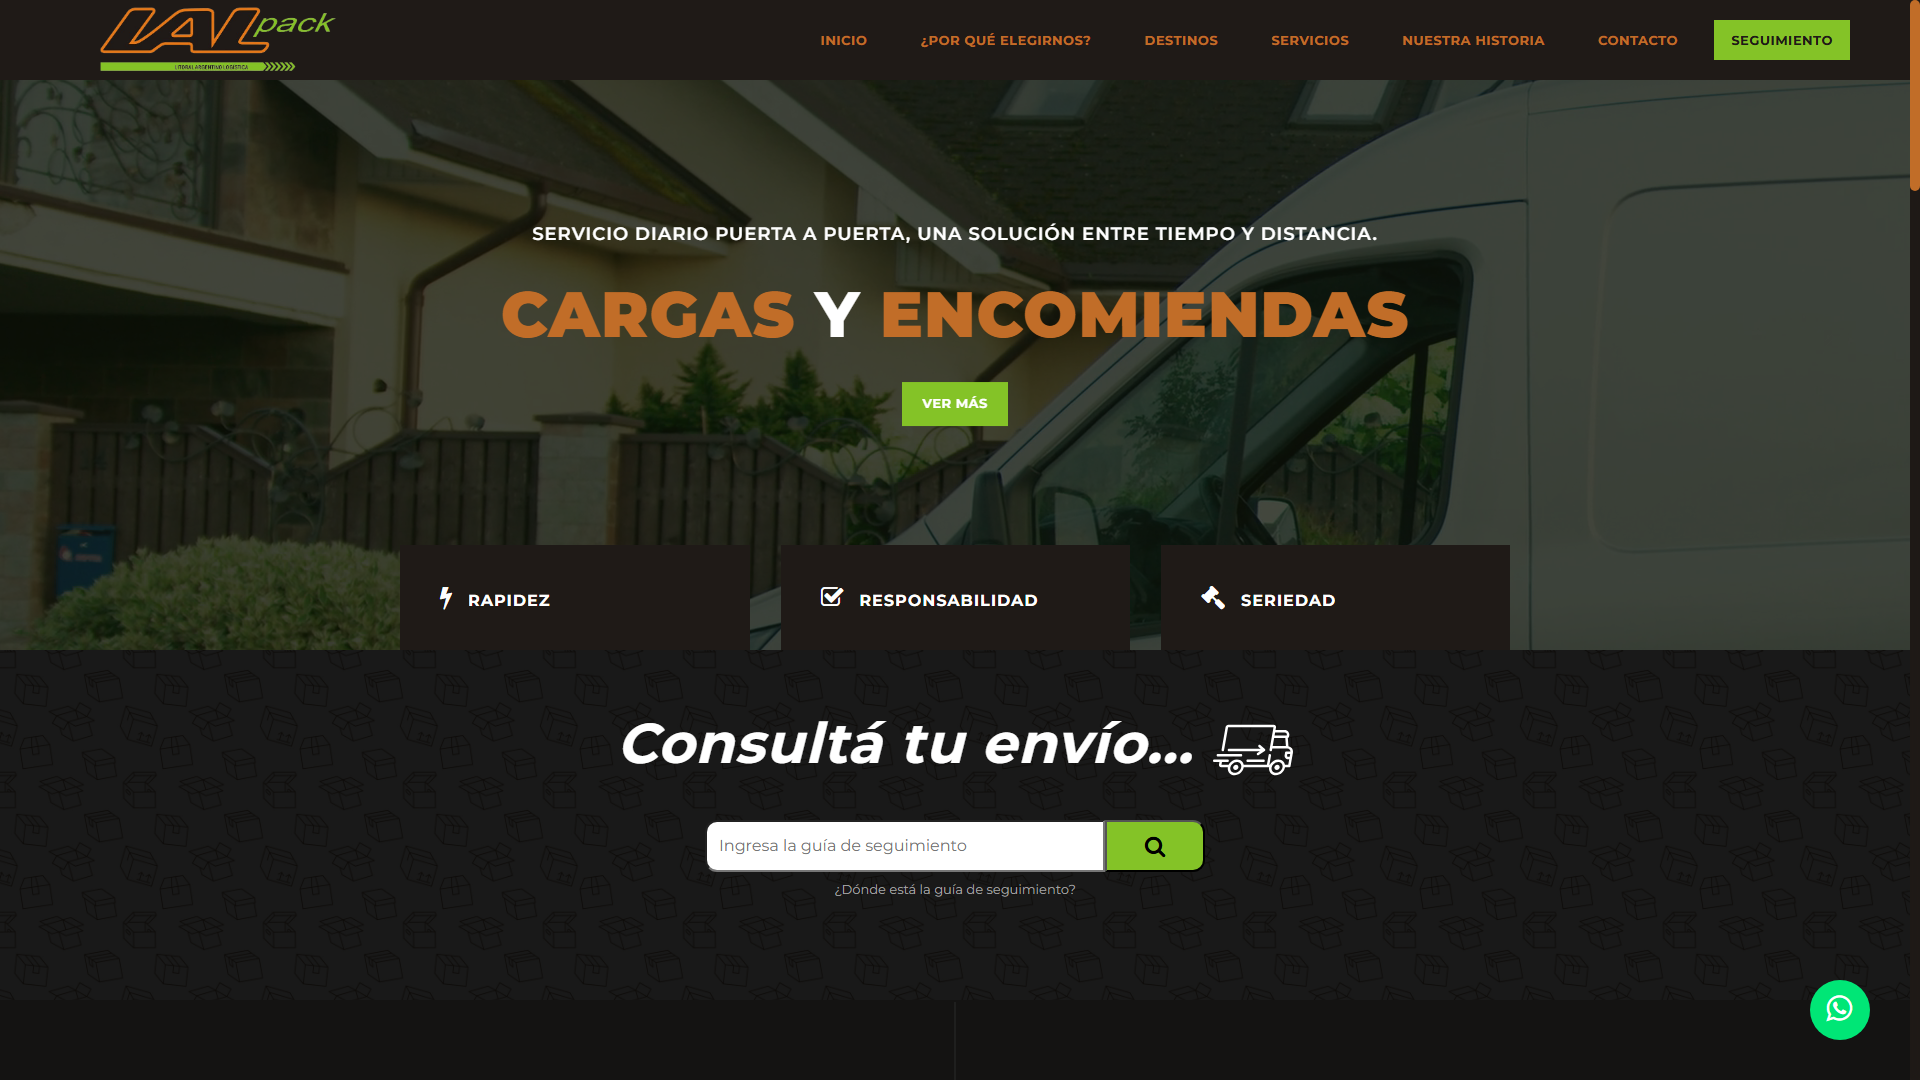 LAL pack
LITORAL ARGENTINO LOGÍSTICA
INICIO
¿POR QUÉ ELEGIRNOS?
DESTINOS
SERVICIOS
NUESTRA HISTORIA
CONTACTO
SEGUIMIENTO
SERVICIO DIARIO PUERTA A PUERTA, UNA SOLUCIÓN ENTRE TIEMPO Y DISTANCIA.
CARGAS Y ENCOMIENDAS
VER MÁS
RAPIDEZ
RESPONSABILIDAD
SERIEDAD
Consultá tu envío...
Ingresa la guía de seguimiento
¿Dónde está la guía de seguimiento?